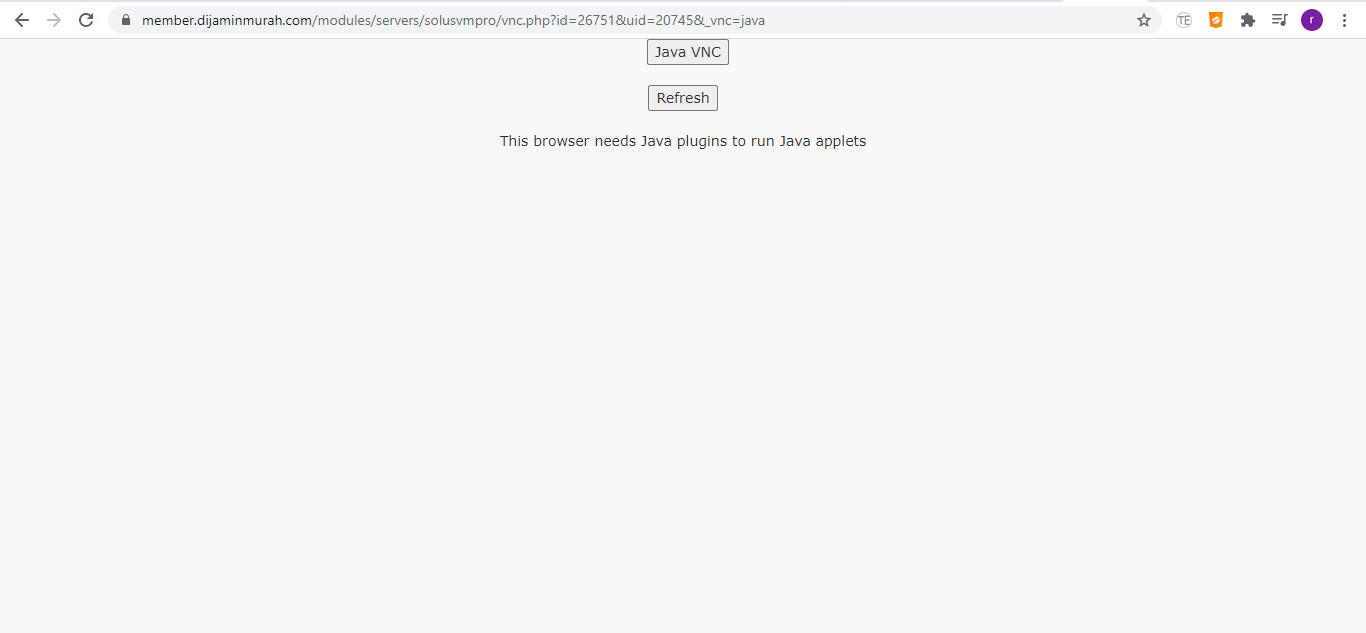 member.dijaminmurah.com/modules/servers/solusvmpro/vnc.php?id=26751&uid=20745&_vnc=java
TE
r
Java VNC
Refresh
This browser needs Java plugins to run Java applets